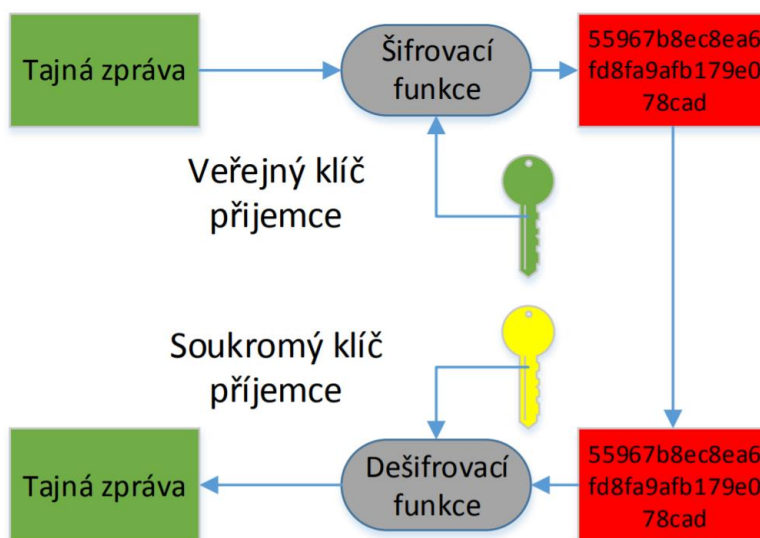 Tajná zpráva
Šifrovací
funkce
55967b8ec8ea6
fd8fa9afb179e0
78cad
Veřejný klíč
přijemce
Soukromý klíč
příjemce
Tajná zpráva
Dešifrovací
funkce
55967b8ec8ea6
fd8fa9afb179e0
78cad